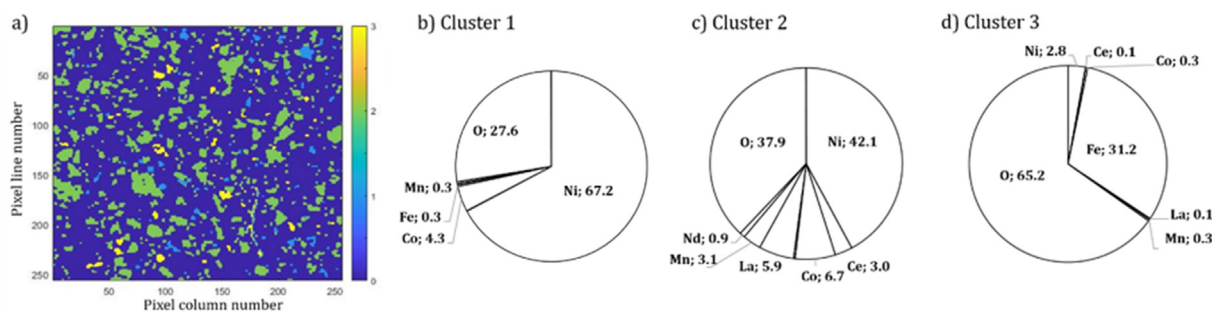 a)
3
2
1
0
50
100
150
200
250
50
100
150
200
250
Pixel line number
Pixel column number
b) Cluster 1
O; 27.6
Mn; 0.3
Fe; 0.3
Co; 4.3
Ni; 67.2
c) Cluster 2
O; 37.9
Ni; 42.1
Nd; 0.9
Mn; 3.1
La; 5.9
Co; 6.7
Ce; 3.0
d) Cluster 3
Ni; 2.8
Ce; 0.1
Co; 0.3
Fe; 31.2
O; 65.2
La; 0.1
Mn; 0.3